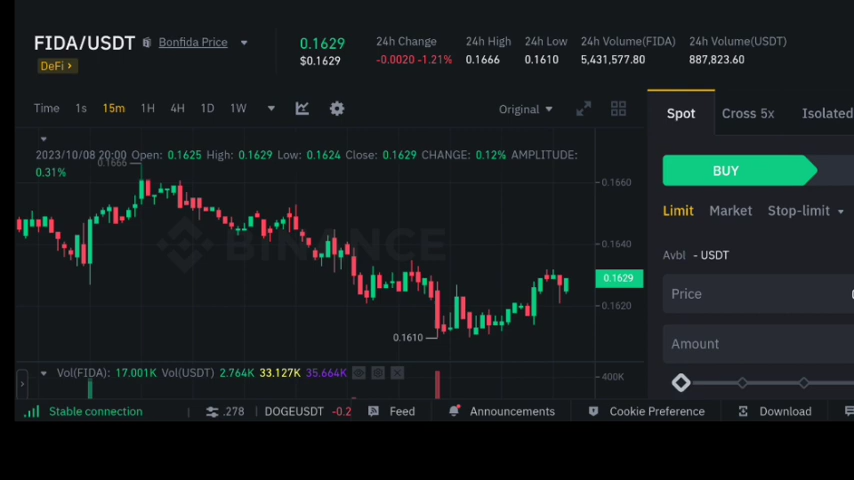 FIDA/USDT Bonfida Price
DeFi ›
0.1629
$0.1629
24h Change
-0.0020 -1.21%
24h High
0.1666
24h Low
0.1610
24h Volume(FIDA)
5,431,577.80
24h Volume(USDT)
887,823.60
Time 1s 15m 1H 4H 1D 1W Original
2023/10/08 20:00 Open: 0.1625 High: 0.1629 Low: 0.1624 Close: 0.1629 CHANGE: 0.12% AMPLITUDE:
0.1666
0.31%
0.1660
BINANCE
0.1640
0.1629
0.1620
0.1610
Vol(FIDA): 17.001K Vol(USDT) 2.764K 33.127K 35.664K
400K
Spot Cross 5x Isolated
BUY
Limit Market Stop-limit
Avbl - USDT
Price
Amount
Stable connection .278 DOGEUSDT -0.2 Feed Announcements Cookie Preference Download